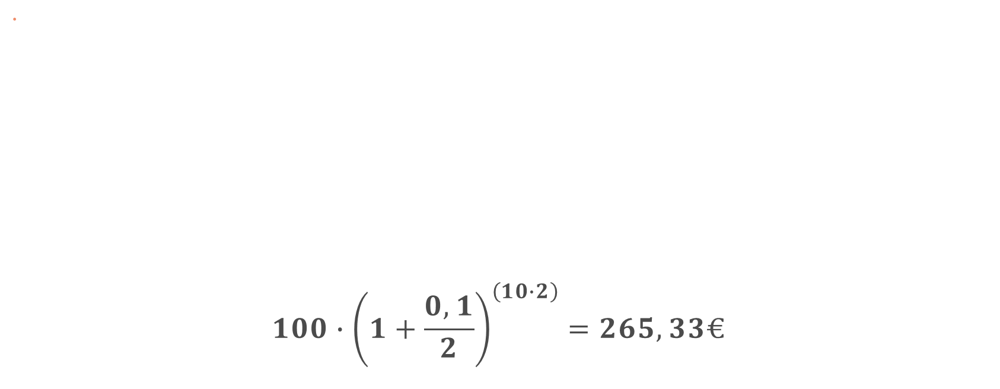 100 · (1 + 0,1/2)^(10·2) = 265,33€